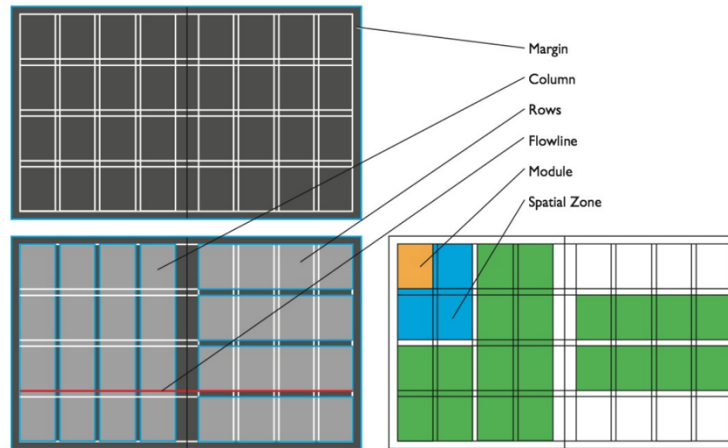 Margin
Column
Rows
Flowline
Module
Spatial Zone